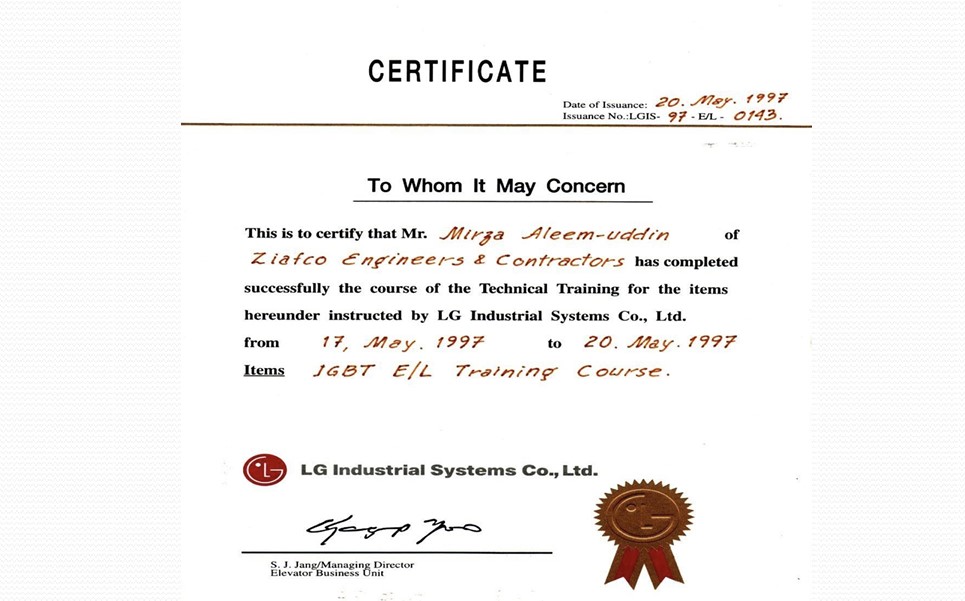 CERTIFICATE
Date of Issuance: 20. May. 1997
Issuance No.:LGIS- 97 - E/L - 0143.
To Whom It May Concern
This is to certify that Mr. Mirza Aleem-uddin of
Ziafco Engineers & Contractors has completed
successfully the course of the Technical Training for the items
hereunder instructed by LG Industrial Systems Co., Ltd.
from 17, May. 1997 to 20. May. 1997
Items IGBT E/L Training Course.
LG Industrial Systems Co., Ltd.
S. J. Jang/Managing Director
Elevator Business Unit